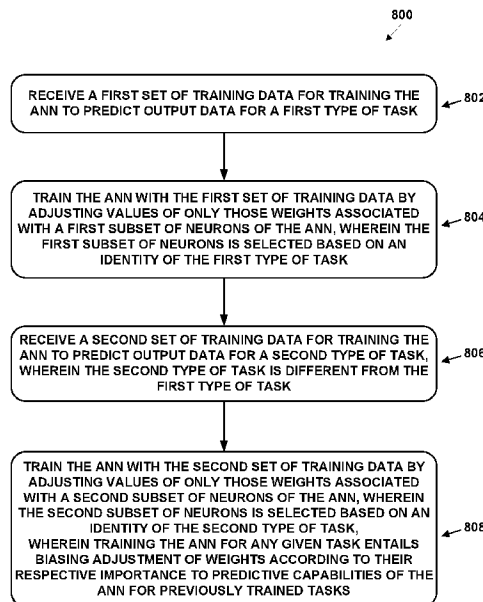 800
RECEIVE A FIRST SET OF TRAINING DATA FOR TRAINING THE
ANN TO PREDICT OUTPUT DATA FOR A FIRST TYPE OF TASK
802
TRAIN THE ANN WITH THE FIRST SET OF TRAINING DATA BY
ADJUSTING VALUES OF ONLY THOSE WEIGHTS ASSOCIATED
WITH A FIRST SUBSET OF NEURONS OF THE ANN, WHEREIN THE
FIRST SUBSET OF NEURONS IS SELECTED BASED ON AN
IDENTITY OF THE FIRST TYPE OF TASK
804
RECEIVE A SECOND SET OF TRAINING DATA FOR TRAINING THE
ANN TO PREDICT OUTPUT DATA FOR A SECOND TYPE OF TASK,
WHEREIN THE SECOND TYPE OF TASK IS DIFFERENT FROM THE
FIRST TYPE OF TASK
806
TRAIN THE ANN WITH THE SECOND SET OF TRAINING DATA BY
ADJUSTING VALUES OF ONLY THOSE WEIGHTS ASSOCIATED
WITH A SECOND SUBSET OF NEURONS OF THE ANN, WHEREIN
THE SECOND SUBSET OF NEURONS IS SELECTED BASED ON AN
IDENTITY OF THE SECOND TYPE OF TASK,
WHEREIN TRAINING THE ANN FOR ANY GIVEN TASK ENTAILS
BIASING ADJUSTMENT OF WEIGHTS ACCORDING TO THEIR
RESPECTIVE IMPORTANCE TO PREDICTIVE CAPABILITIES OF THE
ANN FOR PREVIOUSLY TRAINED TASKS
808